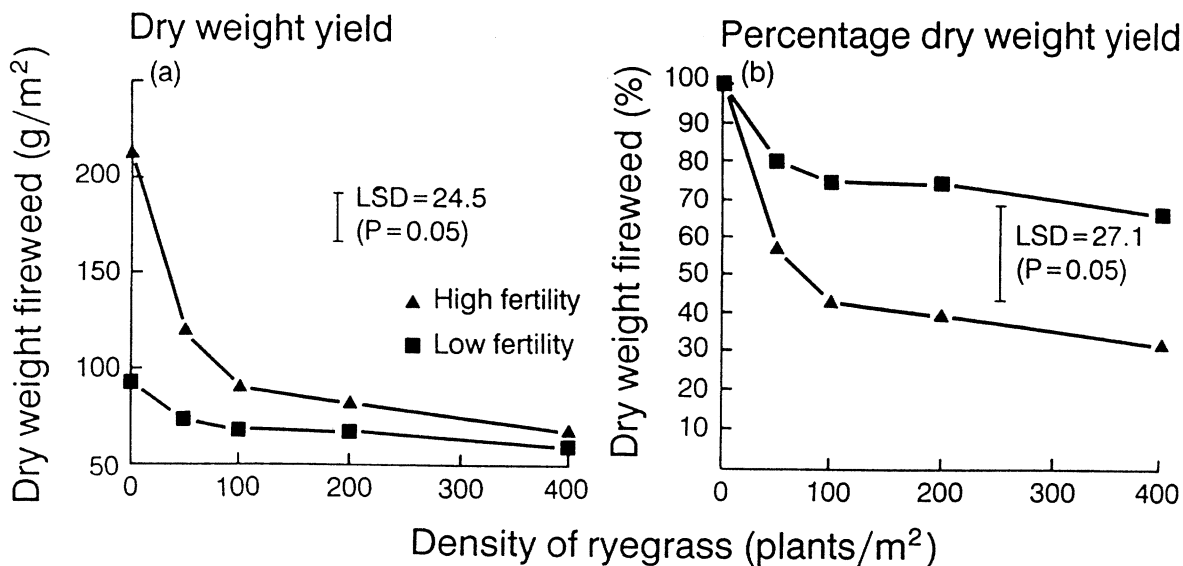 Dry weight yield
(a)
Dry weight fireweed (g/m²)
200
150
100
50
0
100
200
300
400
LSD=24.5
(P=0.05)
High fertility
Low fertility
Percentage dry weight yield
(b)
Dry weight fireweed (%)
100
90
80
70
60
50
40
30
20
10
0
100
200
300
400
LSD=27.1
(P=0.05)
Density of ryegrass (plants/m²)